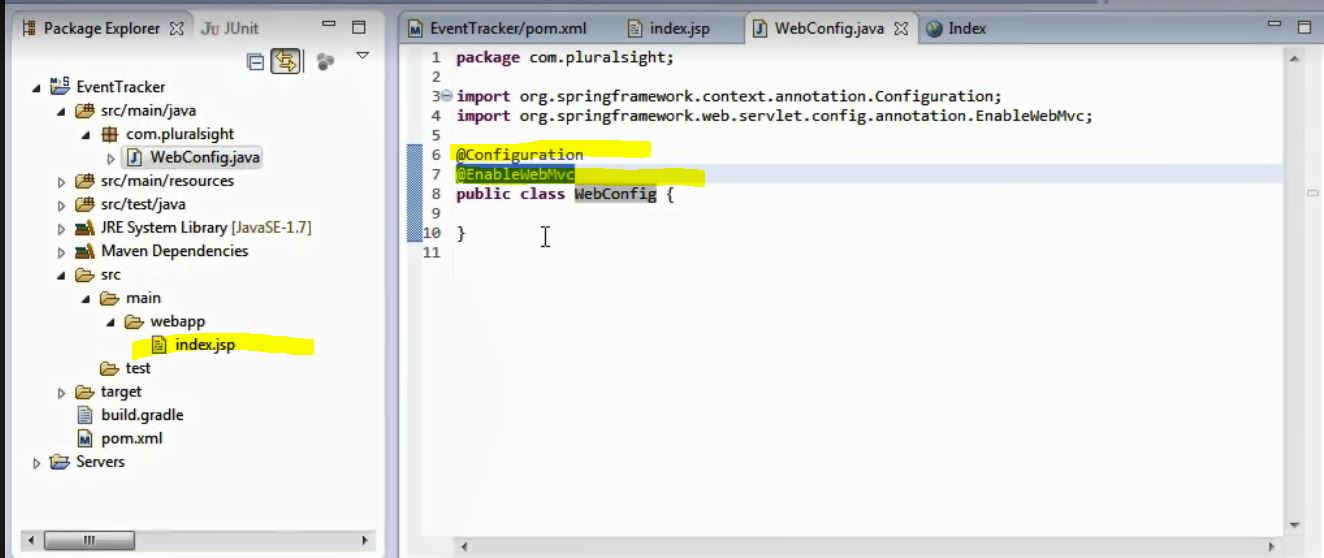 Package Explorer
JUnit
EventTracker
src/main/java
com.pluralsight
WebConfig.java
src/main/resources
src/test/java
JRE System Library [JavaSE-1.7]
Maven Dependencies
src
main
webapp
index.jsp
test
target
build.gradle
pom.xml
Servers
EventTracker/pom.xml
index.jsp
WebConfig.java
Index
1 package com.pluralsight;
2
3 import org.springframework.context.annotation.Configuration;
4 import org.springframework.web.servlet.config.annotation.EnableWebMvc;
5
6 @Configuration
7 @EnableWebMvc
8 public class WebConfig {
9
10 }
11